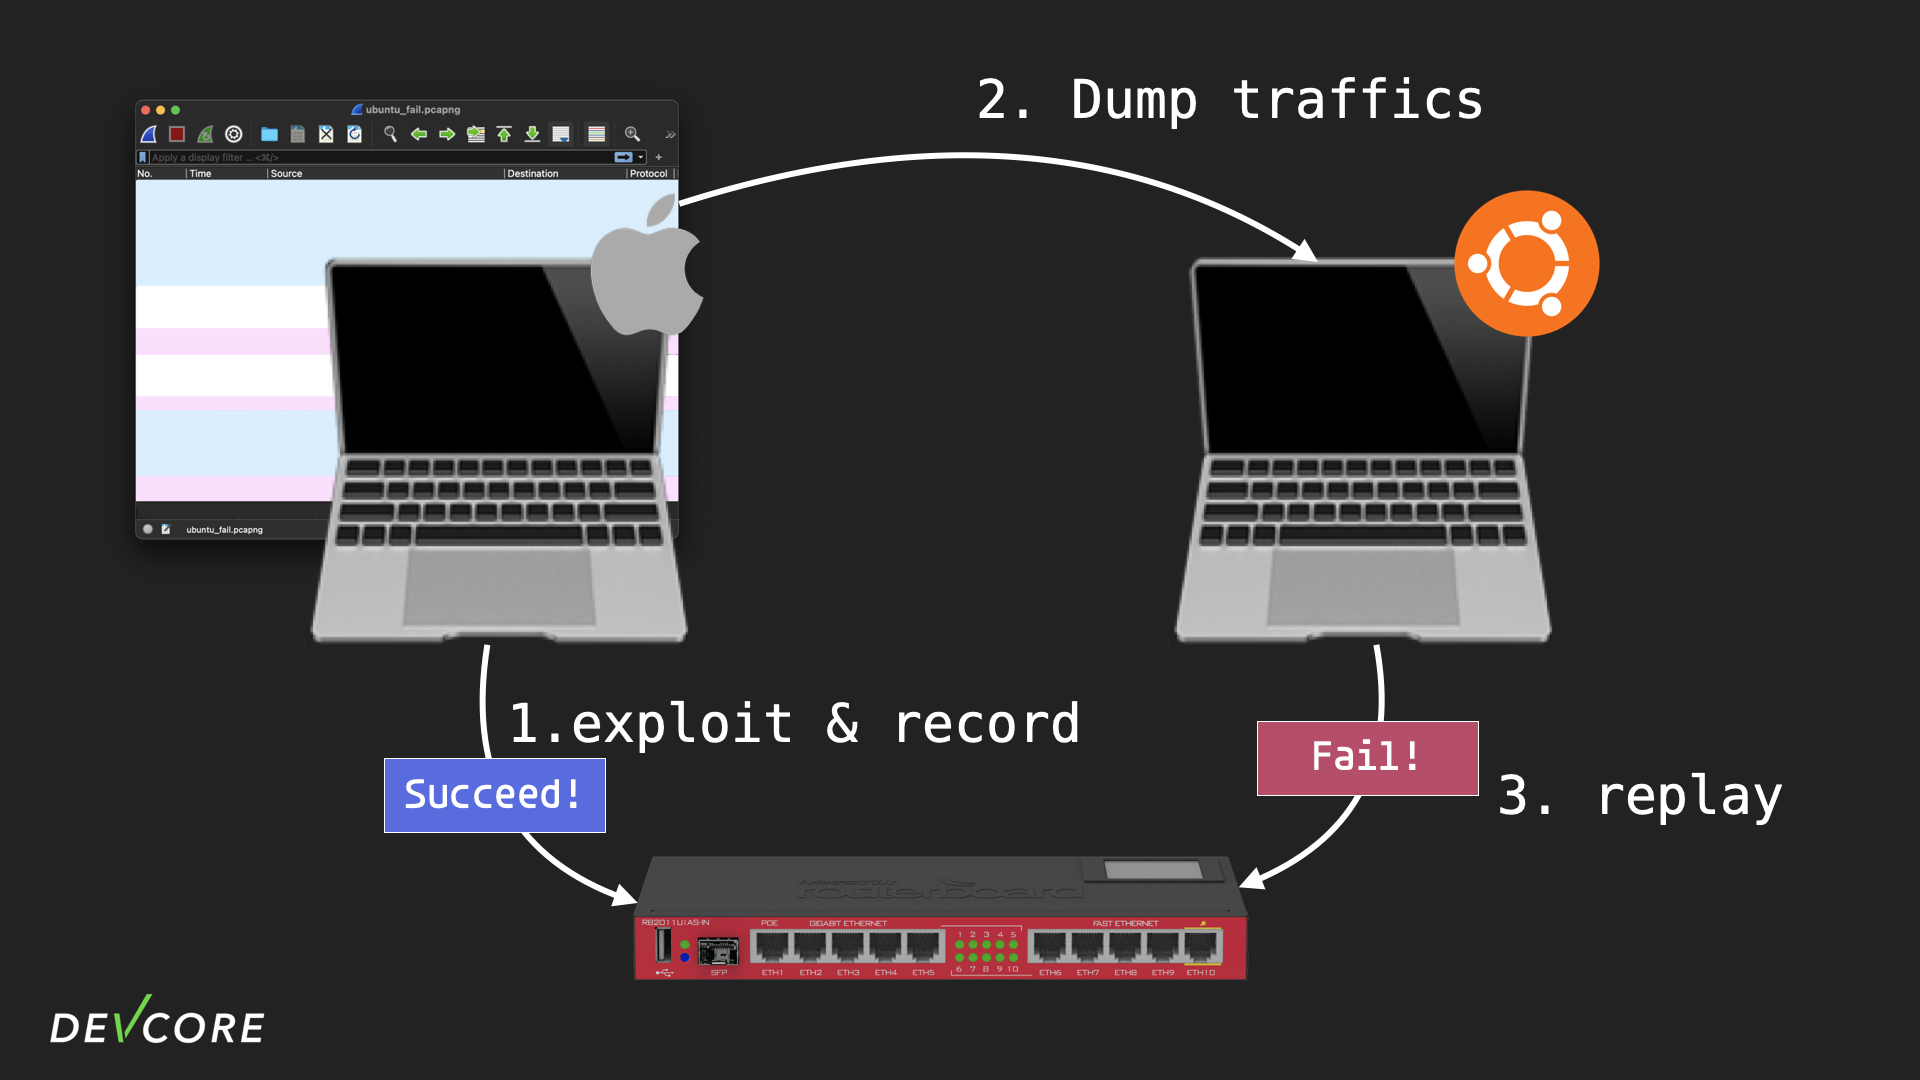 2. Dump traffics
ubuntu_fail.pcapng
Apply a display filter ... <⌘/>
No. Time Source Destination Protocol
ubuntu_fail.pcapng
1.exploit & record
Succeed!
Fail!
3. replay
MikroTik
routerboard
RB2011UiAS-IN POE GIGABIT ETHERNET FAST ETHERNET
1 2 3 4 5
6 7 8 9 10
SFP ETH1 ETH2 ETH3 ETH4 ETH5 ETH6 ETH7 ETH8 ETH9 ETH10
DEVCORE